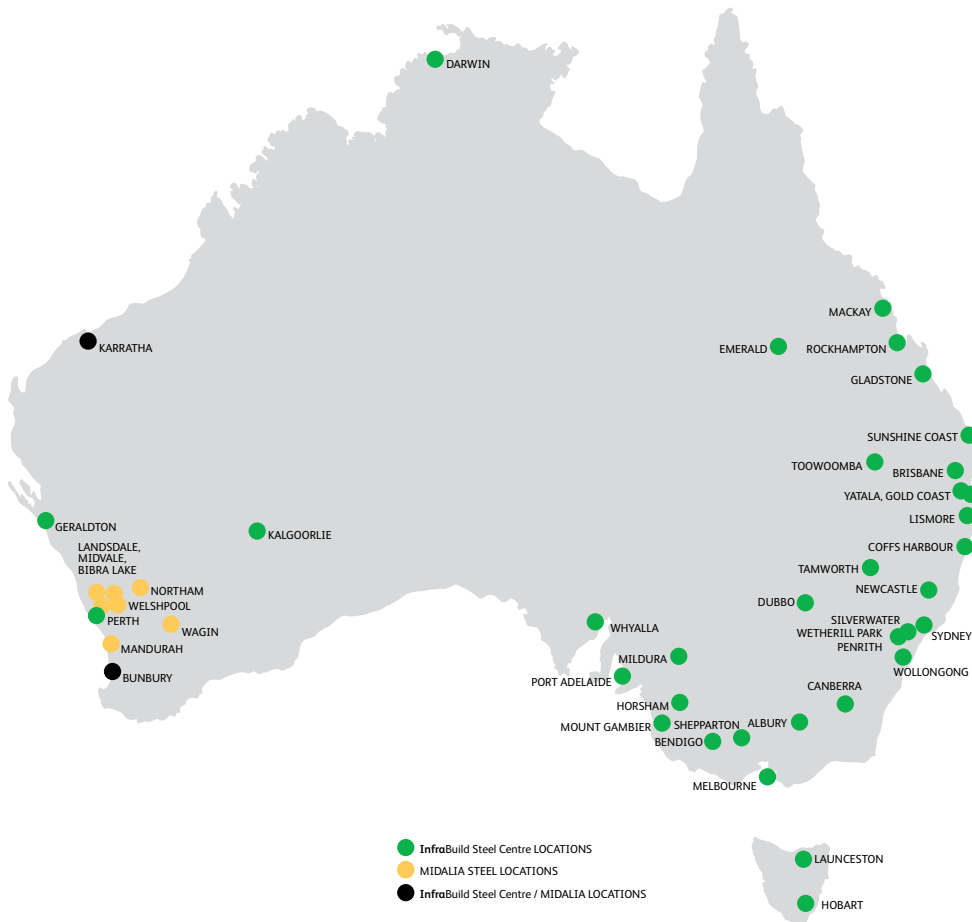 DARWIN
MACKAY
KARRATHA
EMERALD
ROCKHAMPTON
GLADSTONE
SUNSHINE COAST
TOOWOOMBA
BRISBANE
YATALA, GOLD COAST
LISMORE
GERALDTON
KALGOORLIE
COFFS HARBOUR
LANDSDALE,
MIDVALE,
BIBRA LAKE
TAMWORTH
NORTHAM
NEWCASTLE
WELSHPOOL
DUBBO
PERTH
SILVERWATER
WETHERILL PARK
PENRITH
SYDNEY
WAGIN
WHYALLA
MANDURAH
MILDURA
WOLLONGONG
BUNBURY
PORT ADELAIDE
CANBERRA
HORSHAM
MOUNT GAMBIER
SHEPPARTON
ALBURY
BENDIGO
MELBOURNE
InfraBuild Steel Centre LOCATIONS
MIDALIA STEEL LOCATIONS
InfraBuild Steel Centre / MIDALIA LOCATIONS
LAUNCESTON
HOBART